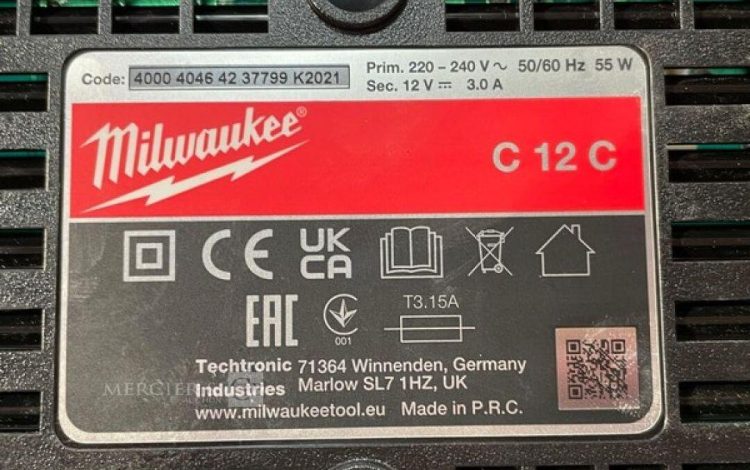 Code: 4000 4046 42 37799 K2021
Prim. 220 – 240 V ~ 50/60 Hz 55 W
Sec. 12 V ⎓ 3.0 A
Milwaukee®
C 12 C
CE UK CA
EAC
001
T3.15A
Techtronic 71364 Winnenden, Germany
Industries Marlow SL7 1HZ, UK
www.milwaukeetool.eu Made in P.R.C.
MERCIER